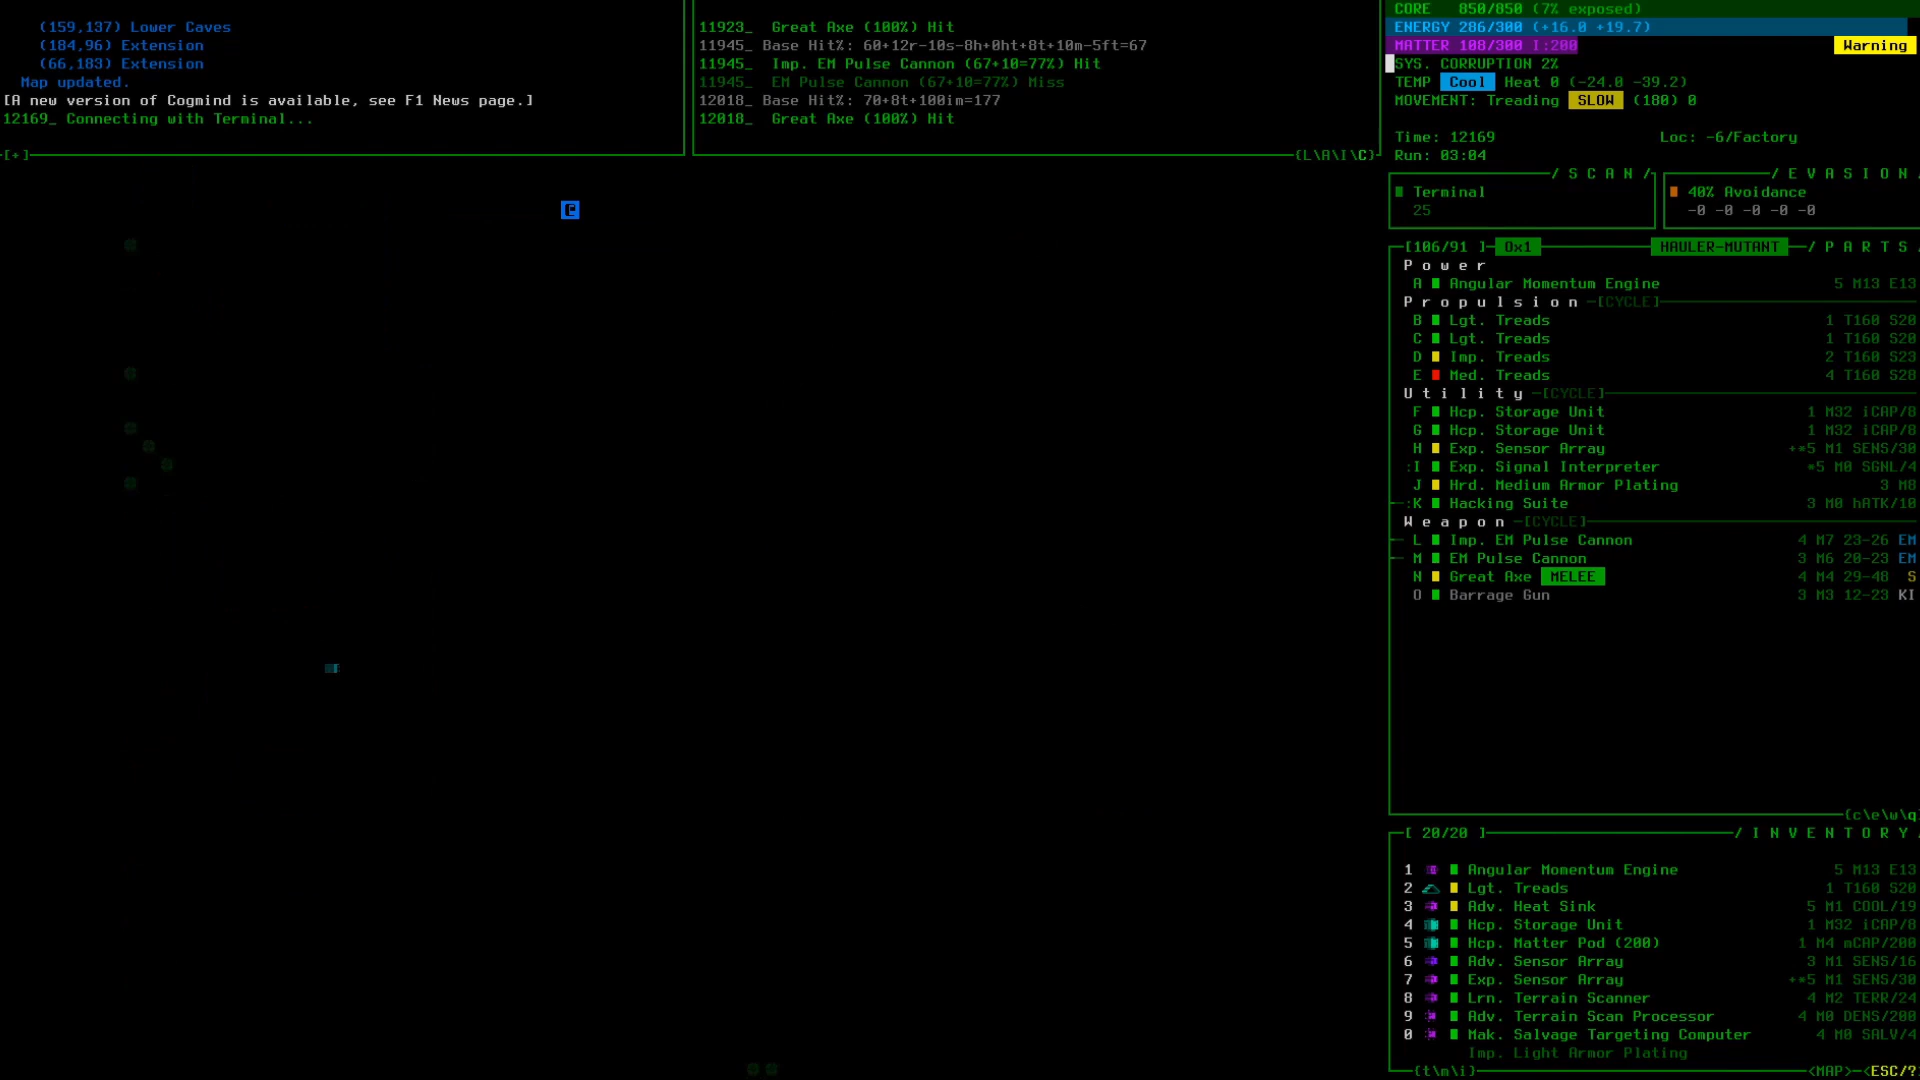 (159,137) Lower Caves
(184,96) Extension
(66,183) Extension
Map updated.
[A new version of Cogmind is available, see F1 News page.]
12169_ Connecting with Terminal...
[+]
11923_ Great Axe (100%) Hit
11945_ Base Hit%: 60+12r-10s-8h+0ht+8t+10m-5ft=67
11945_ Imp. EM Pulse Cannon (67+10=77%) Hit
11945_ EM Pulse Cannon (67+10=77%) Miss
12018_ Base Hit%: 70+8t+100im=177
12018_ Great Axe (100%) Hit
(L\A\I\C)
CORE 850/850 (7% exposed)
ENERGY 286/300 (+16.0 +19.7)
MATTER 108/300 I:200 Warning
SYS. CORRUPTION 2%
TEMP Cool Heat 0 (-24.0 -39.2)
MOVEMENT: Treading SLOW (180) 0
Time: 12169 Loc: -6/Factory
Run: 03:04
/ S C A N /
Terminal
25
/ E V A S I O N
40% Avoidance
-0 -0 -0 -0 -0
[106/91 ] 0x1 HAULER-MUTANT / P A R T S /
P o w e r
A Angular Momentum Engine 5 M13 E13
P r o p u l s i o n [CYCLE]
B Lgt. Treads 1 T160 S20
C Lgt. Treads 1 T160 S20
D Imp. Treads 2 T160 S23
E Med. Treads 4 T160 S28
U t i l i t y [CYCLE]
F Hcp. Storage Unit 1 M32 iCAP/8
G Hcp. Storage Unit 1 M32 iCAP/8
H Exp. Sensor Array +*5 M1 SENS/30
:I Exp. Signal Interpreter *5 M0 SGNL/4
J Hrd. Medium Armor Plating 3 M8
:K Hacking Suite 3 M0 hATK/10
W e a p o n [CYCLE]
L Imp. EM Pulse Cannon 4 M7 23-26 EM
M EM Pulse Cannon 3 M6 20-23 EM
N Great Axe MELEE 4 M4 29-48 S
O Barrage Gun 3 M3 12-23 KI
(c\e\w\q
[ 20/20 ] / I N V E N T O R Y /
1 Angular Momentum Engine 5 M13 E13
2 Lgt. Treads 1 T160 S20
3 Adv. Heat Sink 5 M1 COOL/19
4 Hcp. Storage Unit 1 M32 iCAP/8
5 Hcp. Matter Pod (200) 1 M4 mCAP/200
6 Adv. Sensor Array 3 M1 SENS/16
7 Exp. Sensor Array +*5 M1 SENS/30
8 Lrn. Terrain Scanner 4 M2 TERR/24
9 Adv. Terrain Scan Processor 4 M0 DENS/200
0 Mak. Salvage Targeting Computer 4 M0 SALV/4
Imp. Light Armor Plating
(t\m\i) <MAP> <ESC/?